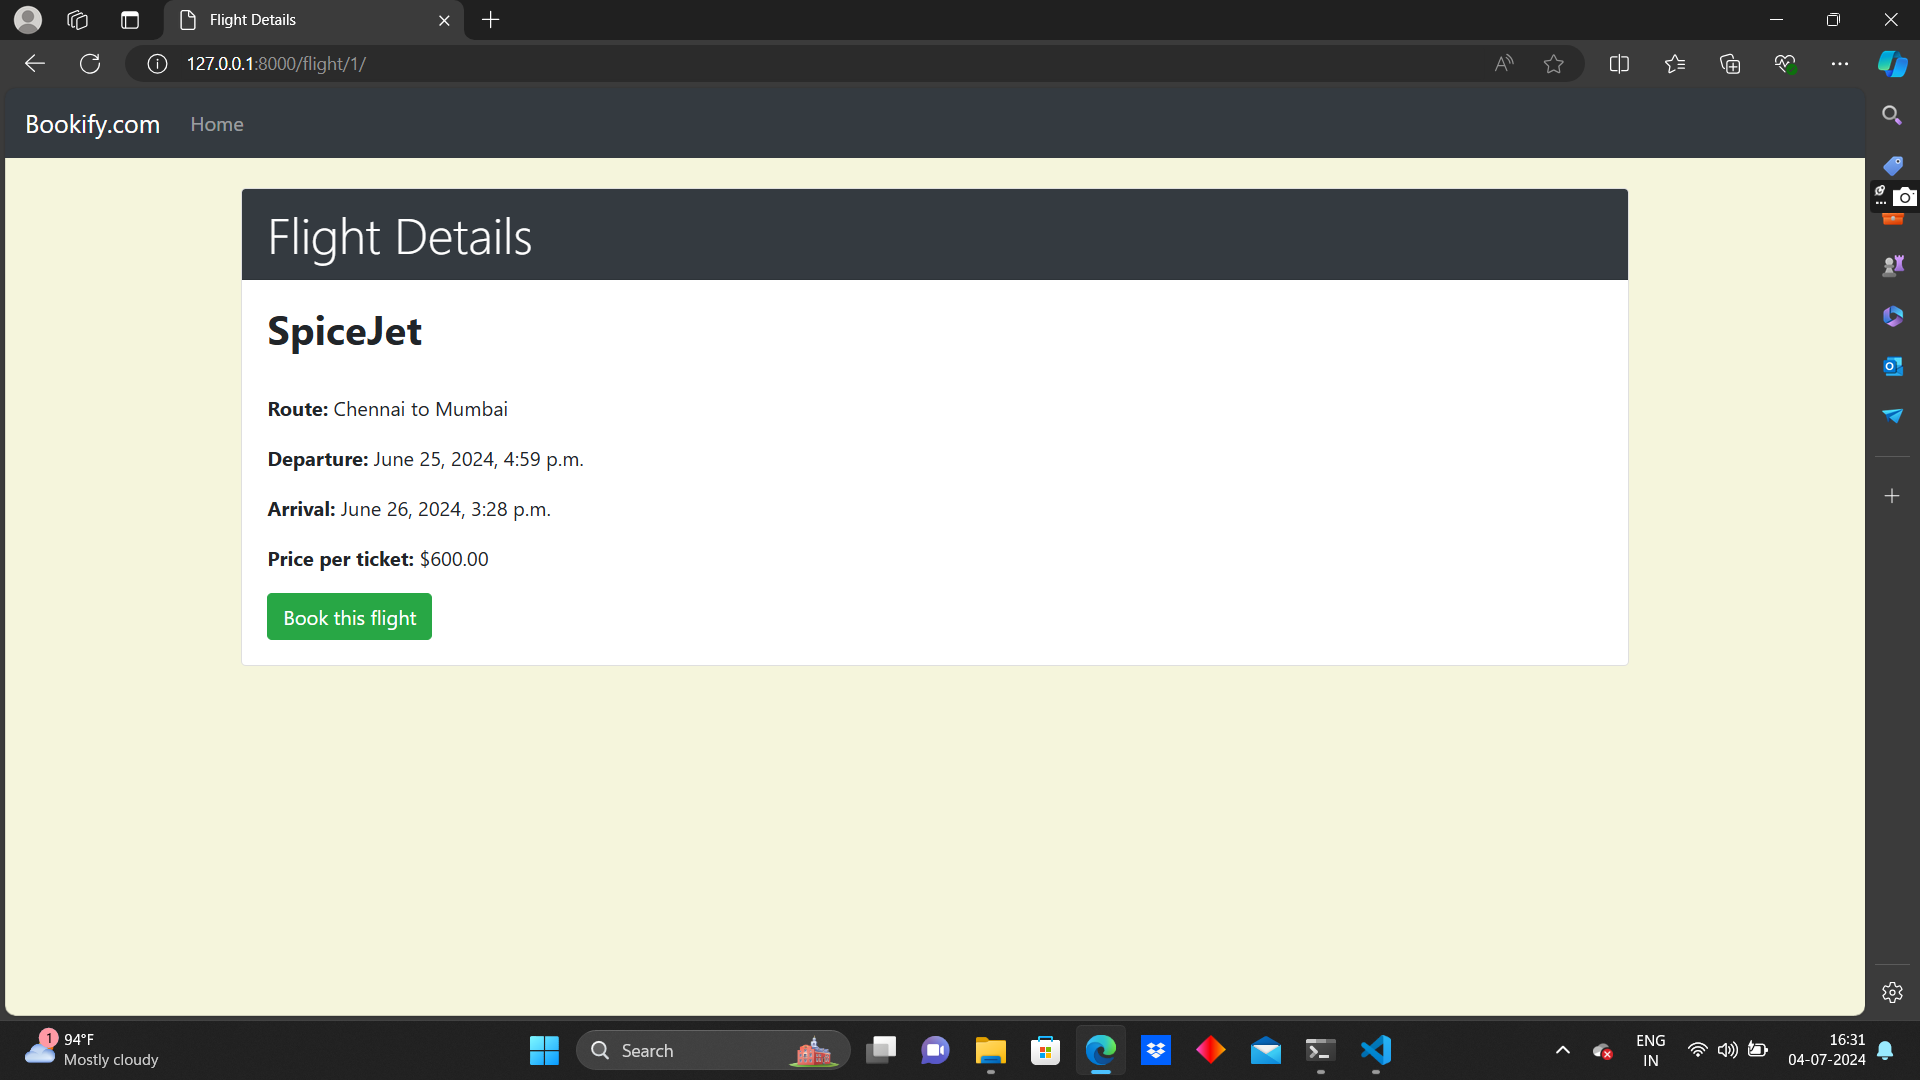 Flight Details
127.0.0.1:8000/flight/1/
Bookify.com Home
Flight Details
SpiceJet
Route: Chennai to Mumbai
Departure: June 25, 2024, 4:59 p.m.
Arrival: June 26, 2024, 3:28 p.m.
Price per ticket: $600.00
Book this flight
1
94°F
Mostly cloudy
Search
ENG
IN
16:31
04-07-2024